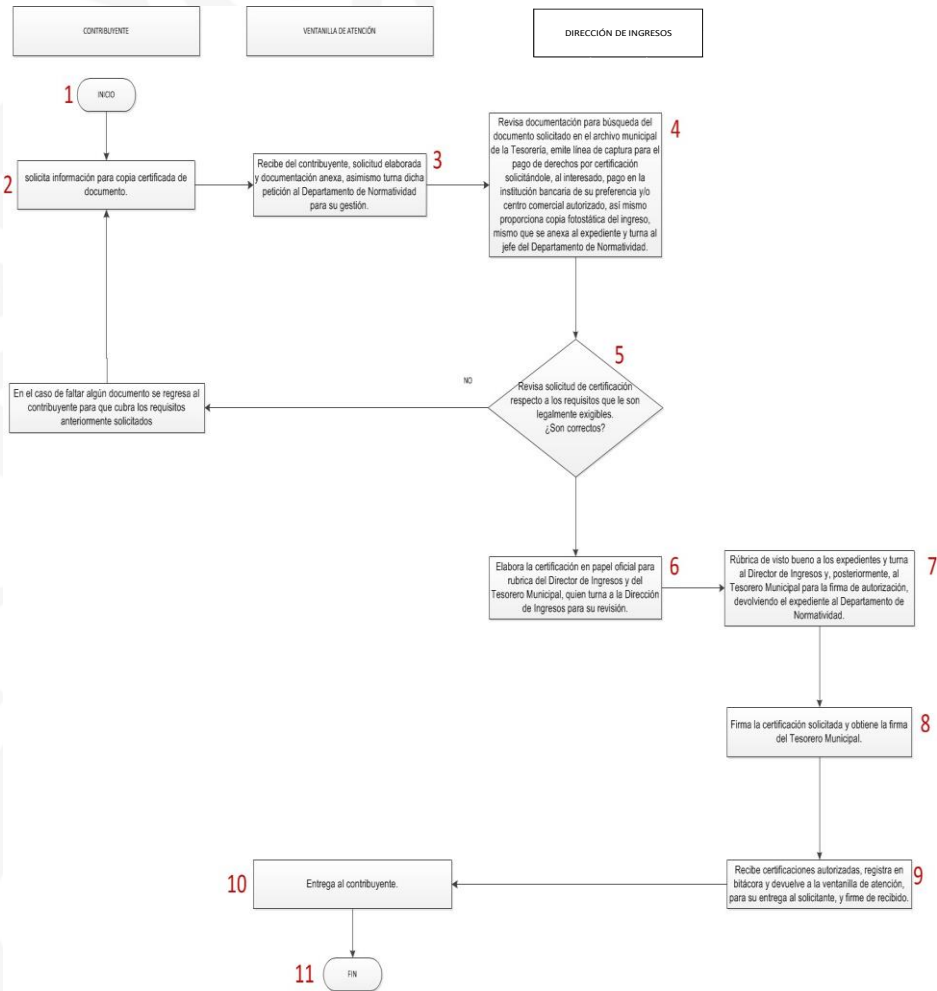 CONTRIBUYENTE
VENTANILLA DE ATENCIÓN
DIRECCIÓN DE INGRESOS
1
INICIO
2
solicita información para copia certificada de
documento.
3
Recibe del contribuyente, solicitud elaborada
y documentación anexa, asimismo turna dicha
petición al Departamento de Normatividad
para su gestión.
4
Revisa documentación para búsqueda del
documento solicitado en el archivo municipal
de la Tesorería, emite línea de captura para el
pago de derechos por certificación
solicitándole, al interesado, pago en la
institución bancaria de su preferencia y/o
centro comercial autorizado, así mismo
proporciona copia fotostática del ingreso,
mismo que se anexa al expediente y turna al
jefe del Departamento de Normatividad.
5
Revisa solicitud de certificación
respecto a los requisitos que le son
legalmente exigibles.
¿Son correctos?
NO
En el caso de faltar algún documento se regresa al
contribuyente para que cubra los requisitos
anteriormente solicitados
6
Elabora la certificación en papel oficial para
rubrica del Director de Ingresos y del
Tesorero Municipal, quien turna a la Dirección
de Ingresos para su revisión.
7
Rúbrica de visto bueno a los expedientes y turna
al Director de Ingresos y, posteriormente, al
Tesorero Municipal para la firma de autorización,
devolviendo el expediente al Departamento de
Normatividad.
8
Firma la certificación solicitada y obtiene la firma
del Tesorero Municipal.
9
Recibe certificaciones autorizadas, registra en
bitácora y devuelve a la ventanilla de atención,
para su entrega al solicitante, y firme de recibido.
10
Entrega al contribuyente.
11
FIN